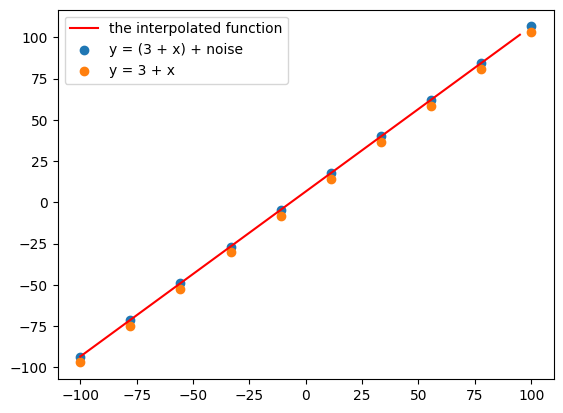 the interpolated function
y = (3 + x) + noise
y = 3 + x
100
75
50
25
0
−25
−50
−75
−100
−100 −75 −50 −25 0 25 50 75 100